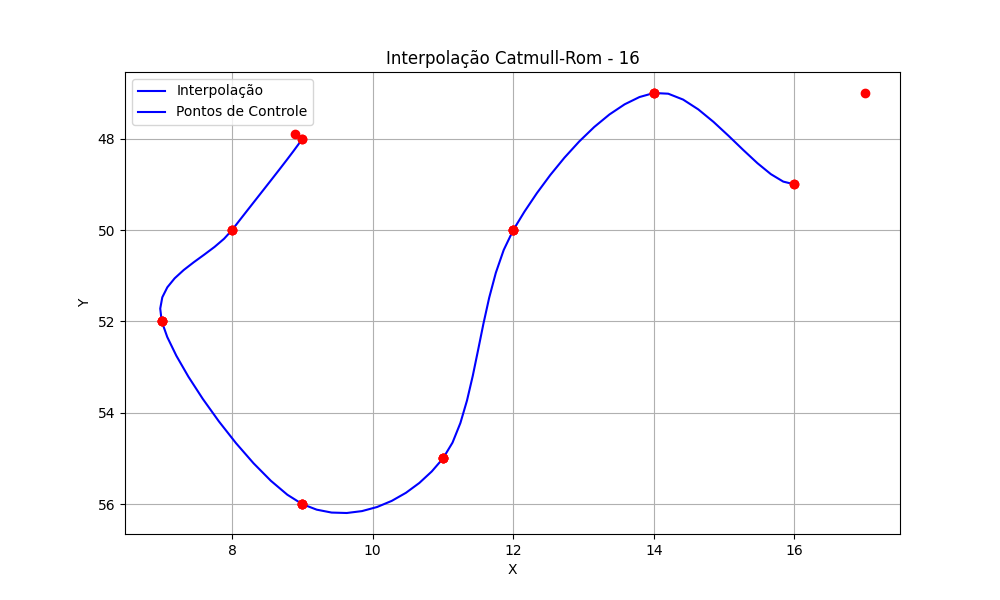 Interpolação Catmull-Rom - 16
Interpolação
Pontos de Controle
48
50
52
54
56
Y
8 10 12 14 16
X